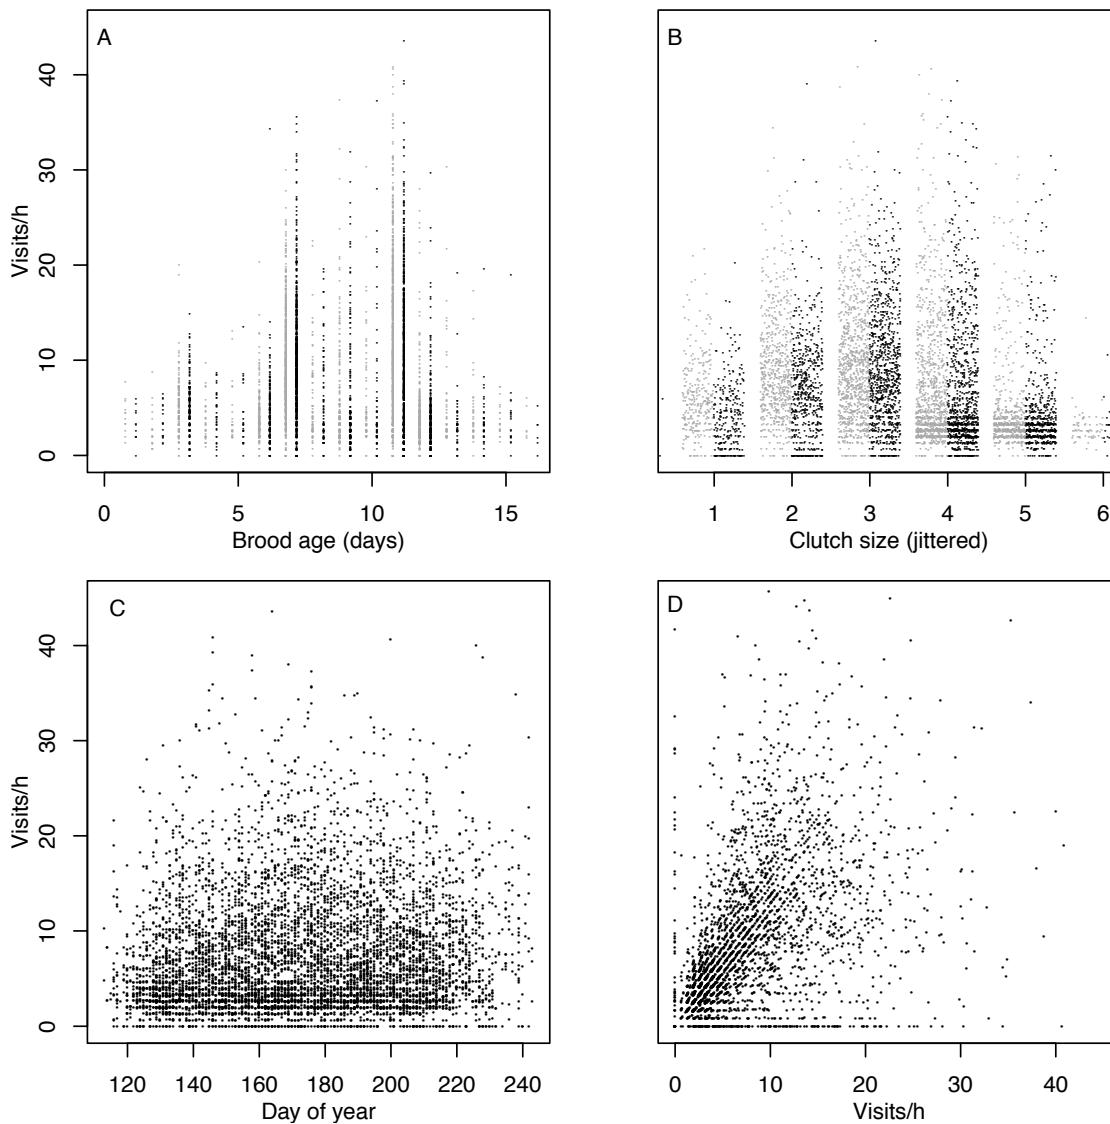 A
B
Visits/h
0 10 20 30 40
0 5 10 15
1 2 3 4 5 6
Brood age (days)
Clutch size (jittered)
C
D
Visits/h
0 10 20 30 40
120 140 160 180 200 220 240
0 10 20 30 40
Day of year
Visits/h